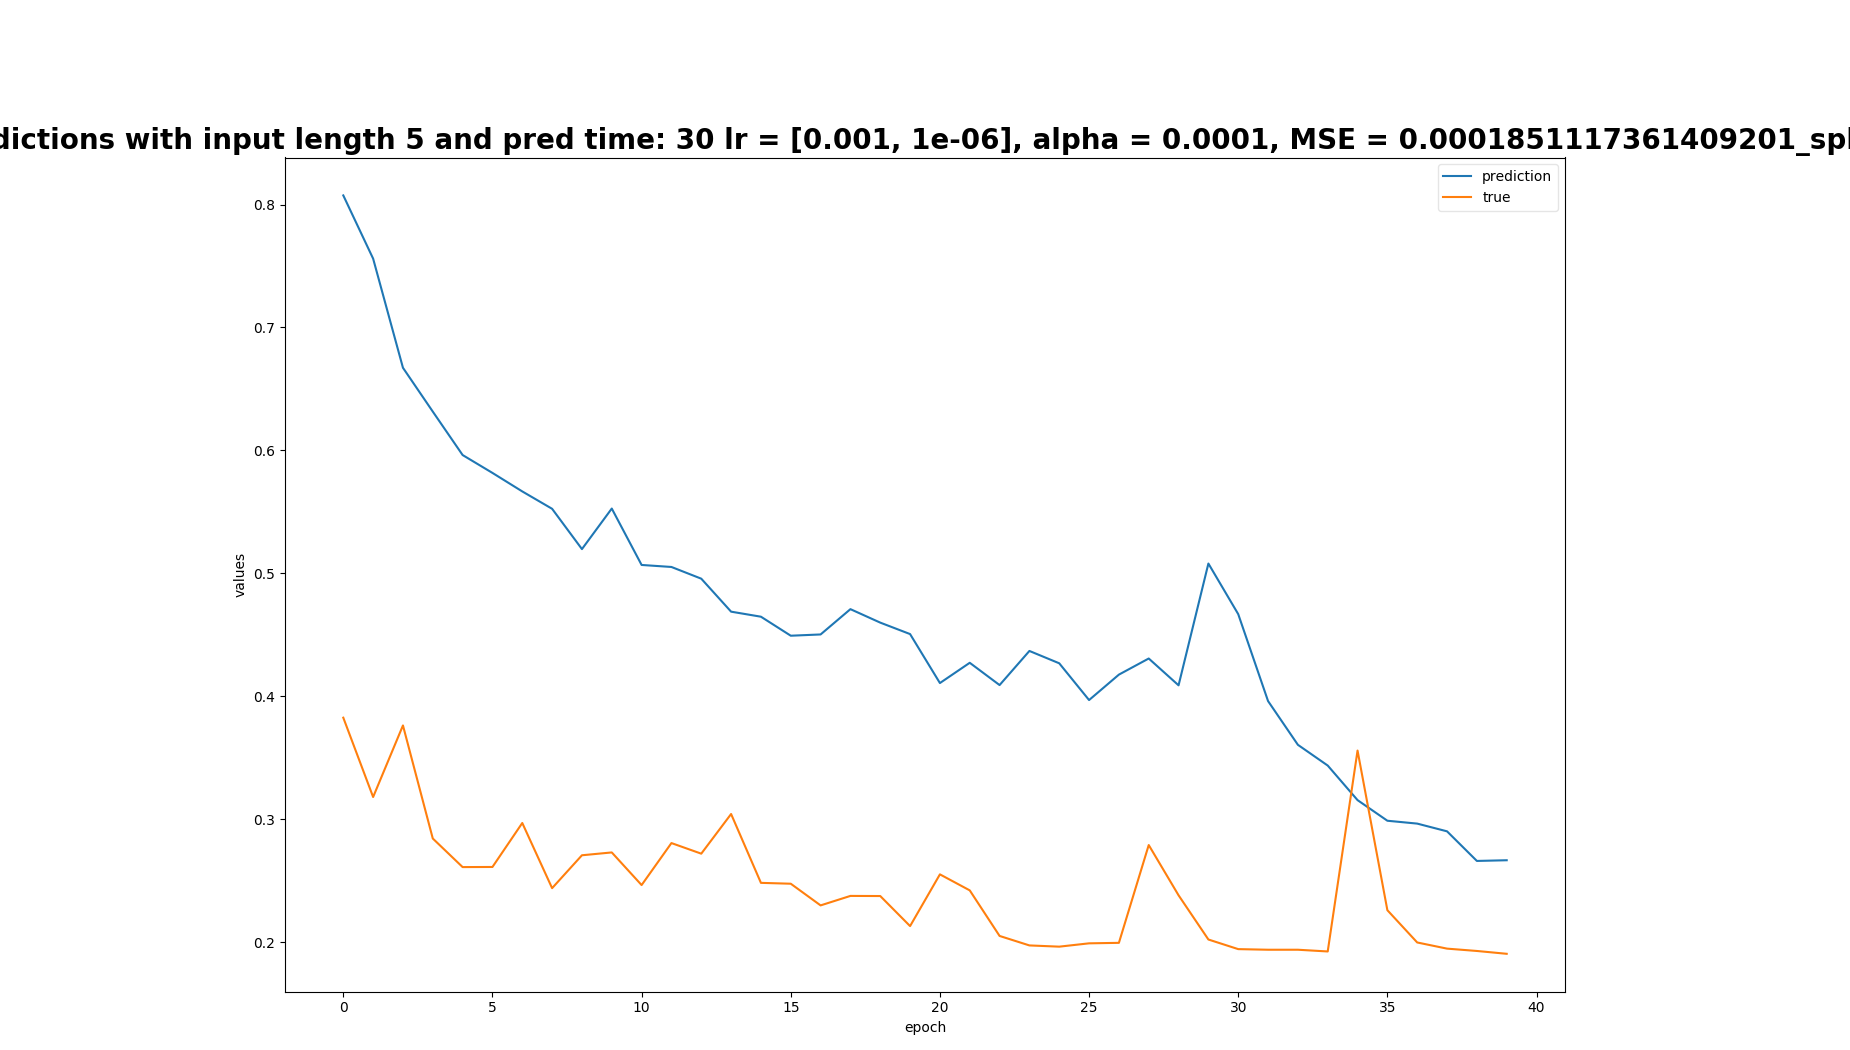 dictions with input length 5 and pred time: 30 lr = [0.001, 1e-06], alpha = 0.0001, MSE = 0.0001851117361409201_spl
prediction
true
0.8
0.7
0.6
0.5
0.4
0.3
0.2
values
0 5 10 15 20 25 30 35 40
epoch